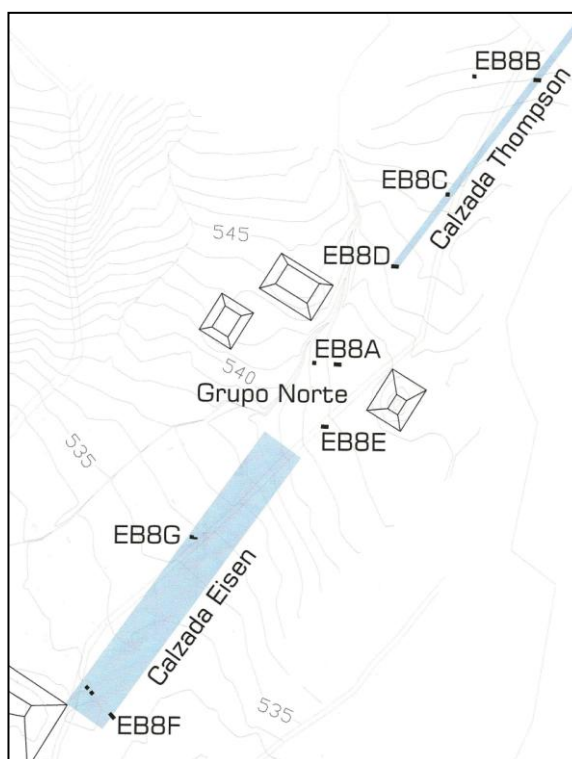 EB8B
Calzada Thompson
EB8C
545
EB8D
EB8A
540
Grupo Norte
EB8E
535
EB8G
Calzada Eisen
535
EB8F